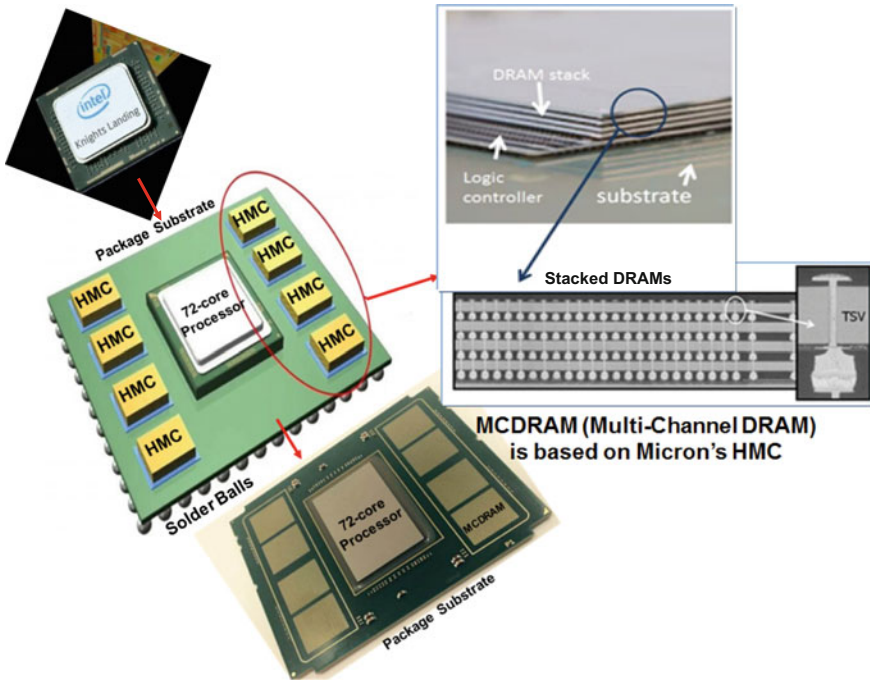 intel
Knights Landing
Package Substrate
HMC
HMC
HMC
HMC
HMC
HMC
HMC
HMC
72-core
Processor
Solder Balls
DRAM stack
Logic
controller
substrate
Stacked DRAMs
TSV
MCDRAM (Multi-Channel DRAM)
is based on Micron's HMC
72-core
Processor
MCDRAM
Package Substrate